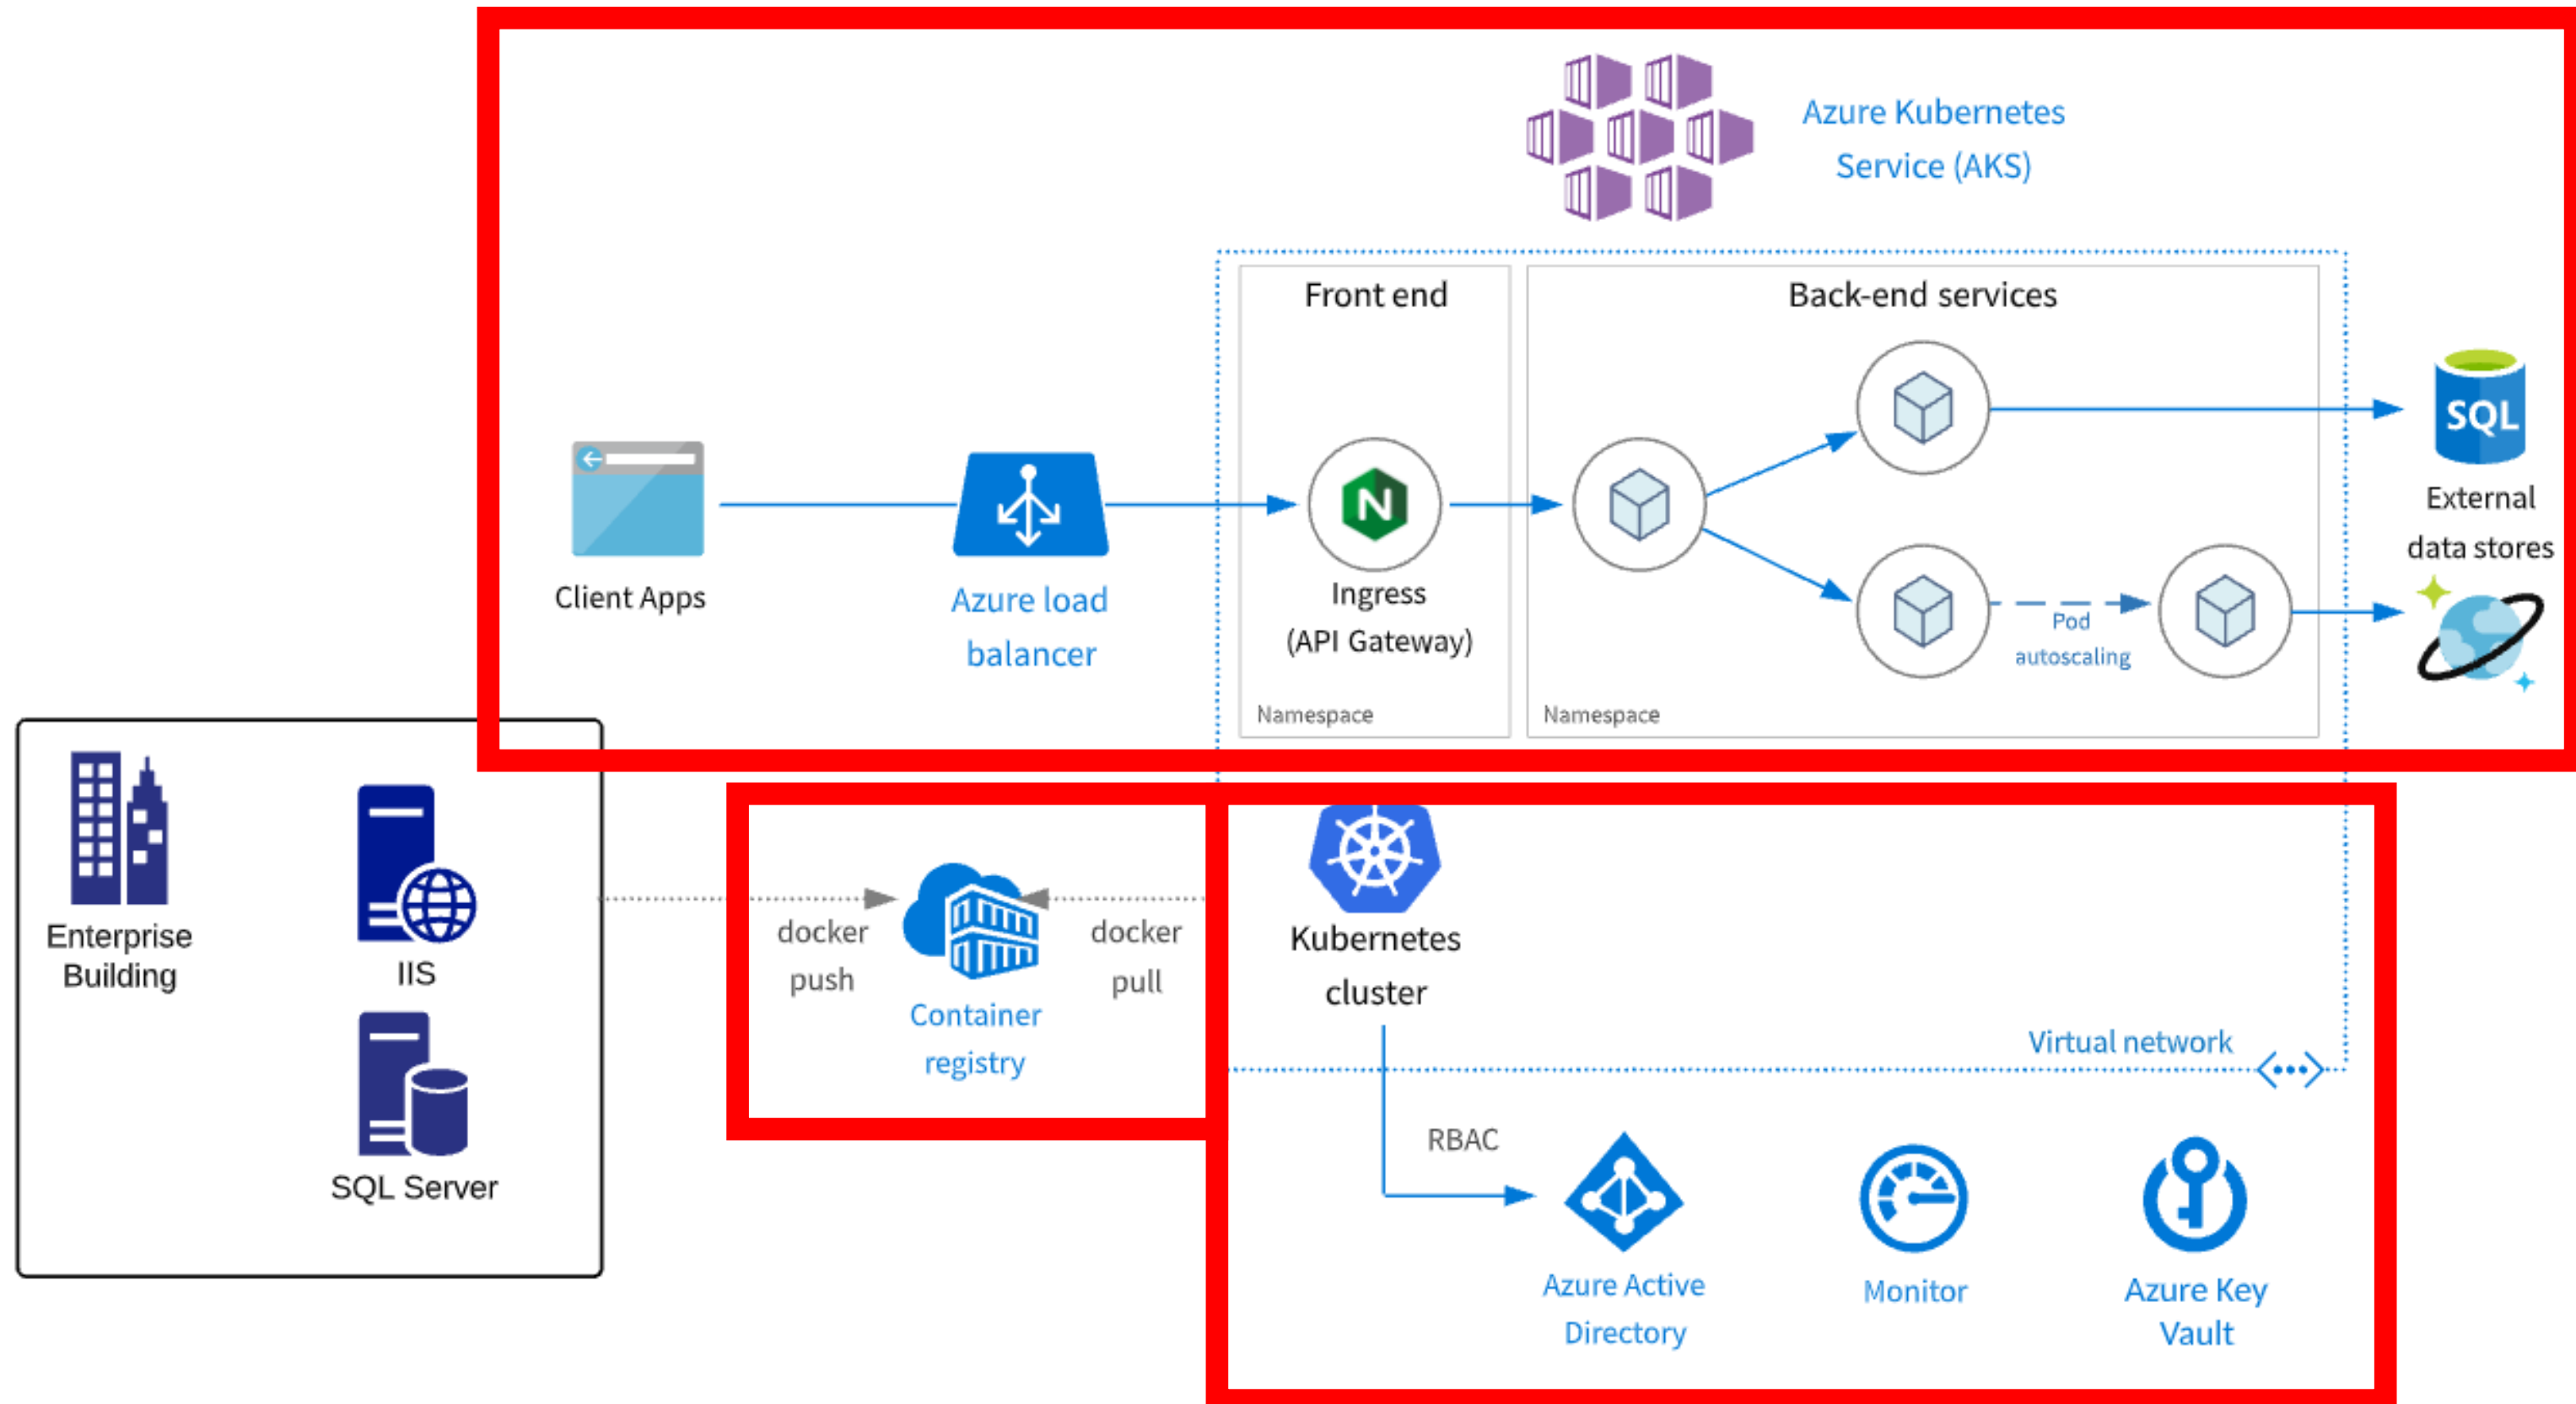 Azure Kubernetes
Service (AKS)
Front end
Back-end services
SQL
External
data stores
Client Apps
Azure load
balancer
N
Ingress
(API Gateway)
Pod
autoscaling
Namespace
Namespace
Enterprise
Building
IIS
SQL Server
docker
push
docker
pull
Container
registry
Kubernetes
cluster
Virtual network
RBAC
Azure Active
Directory
Monitor
Azure Key
Vault